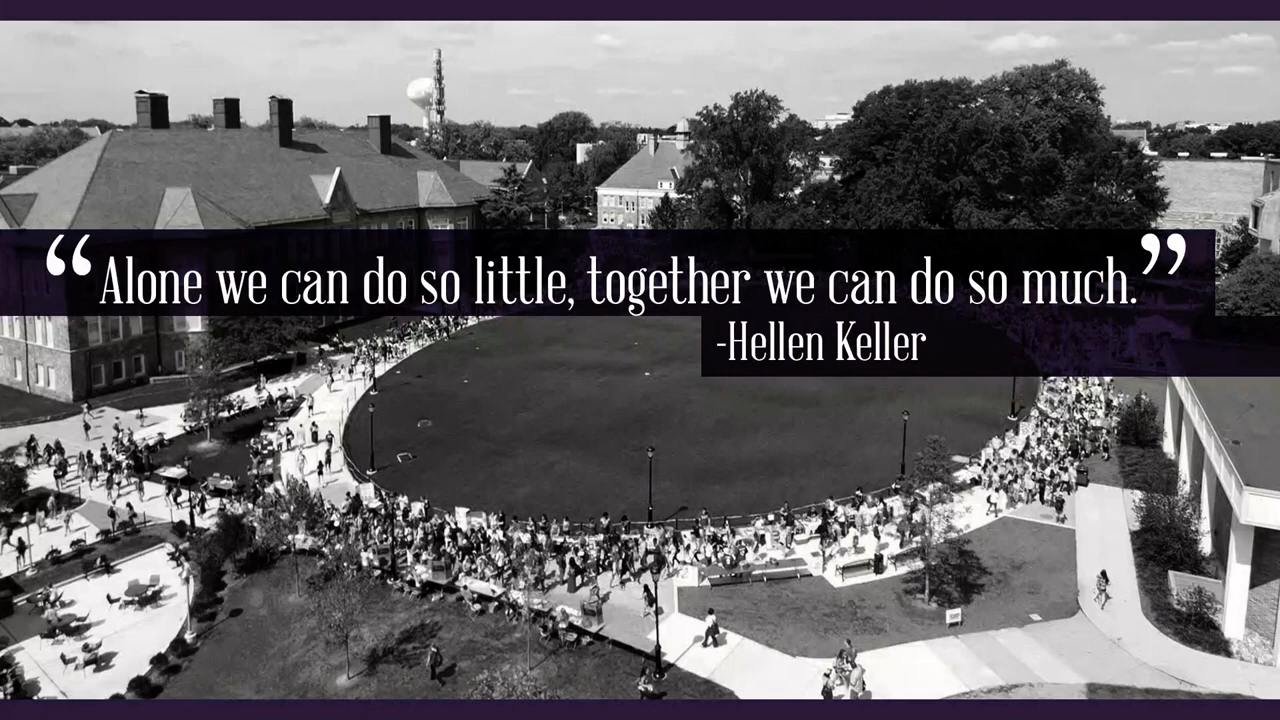 “Alone we can do so little, together we can do so much.”
-Hellen Keller